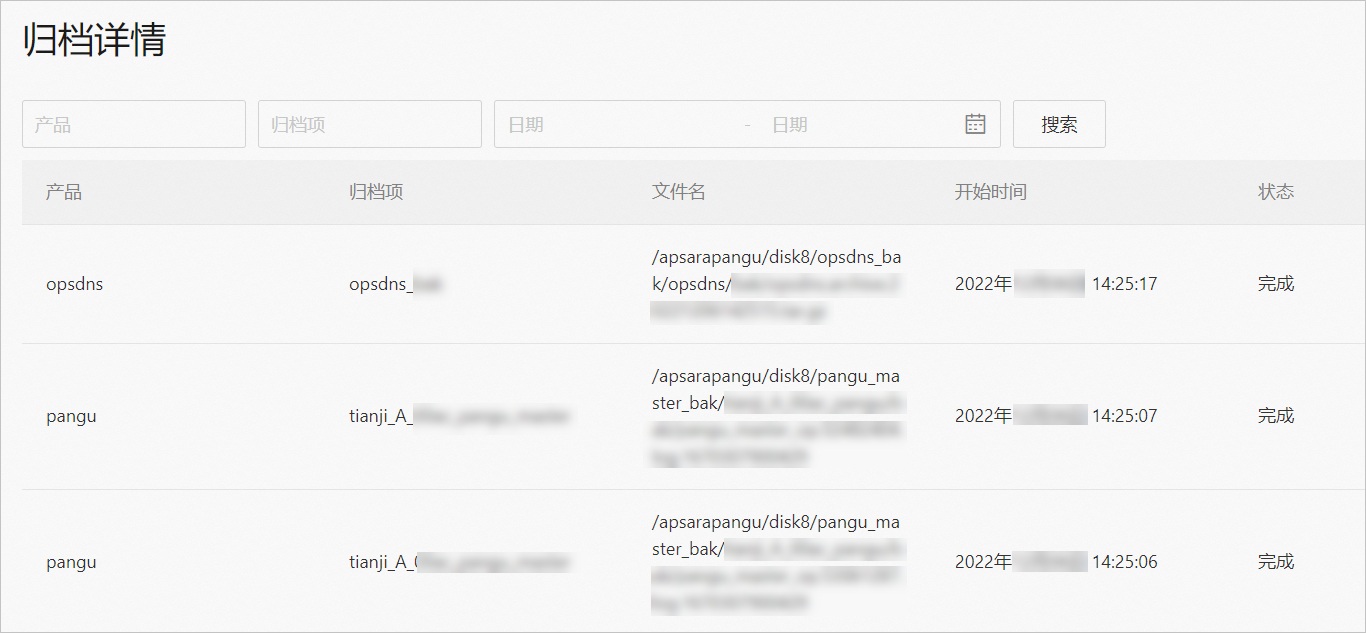 归档详情
产品 归档项 日期 - 日期 搜索
产品 归档项 文件名 开始时间 状态
/apsarapangu/disk8/opsdns_ba
opsdns opsdns_ k/opsdns/ 2022年 14:25:17 完成
/apsarapangu/disk8/pangu_ma
ster_bak/
pangu tianji_A_ 2022年 14:25:07 完成
/apsarapangu/disk8/pangu_ma
ster_bak/
pangu tianji_A_ 2022年 14:25:06 完成